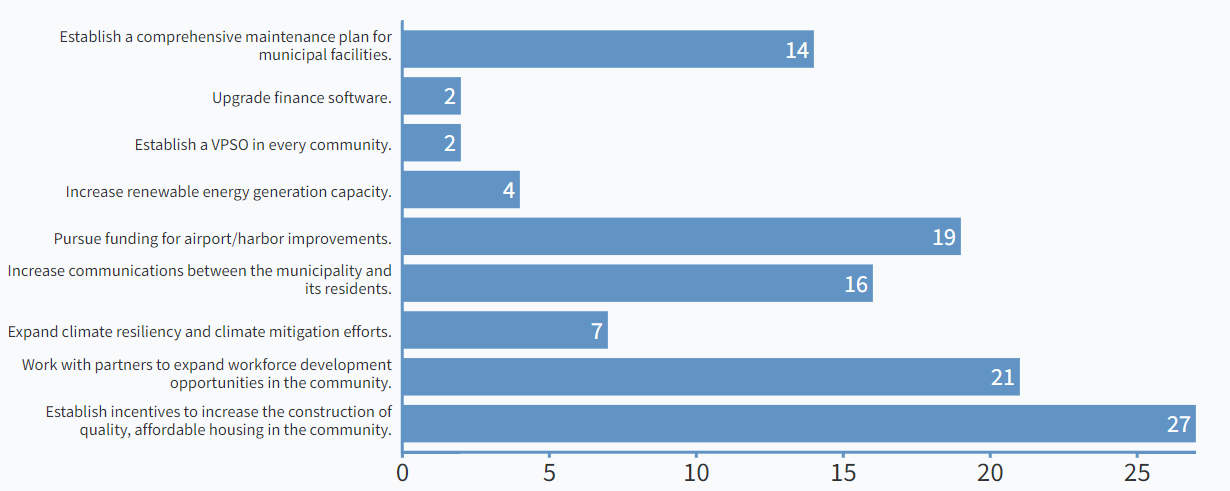 Establish a comprehensive maintenance plan for
municipal facilities.
14
Upgrade finance software.
2
Establish a VPSO in every community.
2
Increase renewable energy generation capacity.
4
Pursue funding for airport/harbor improvements.
19
Increase communications between the municipality and
its residents.
16
Expand climate resiliency and climate mitigation efforts.
7
Work with partners to expand workforce development
opportunities in the community.
21
Establish incentives to increase the construction of
quality, affordable housing in the community.
27
0 5 10 15 20 25